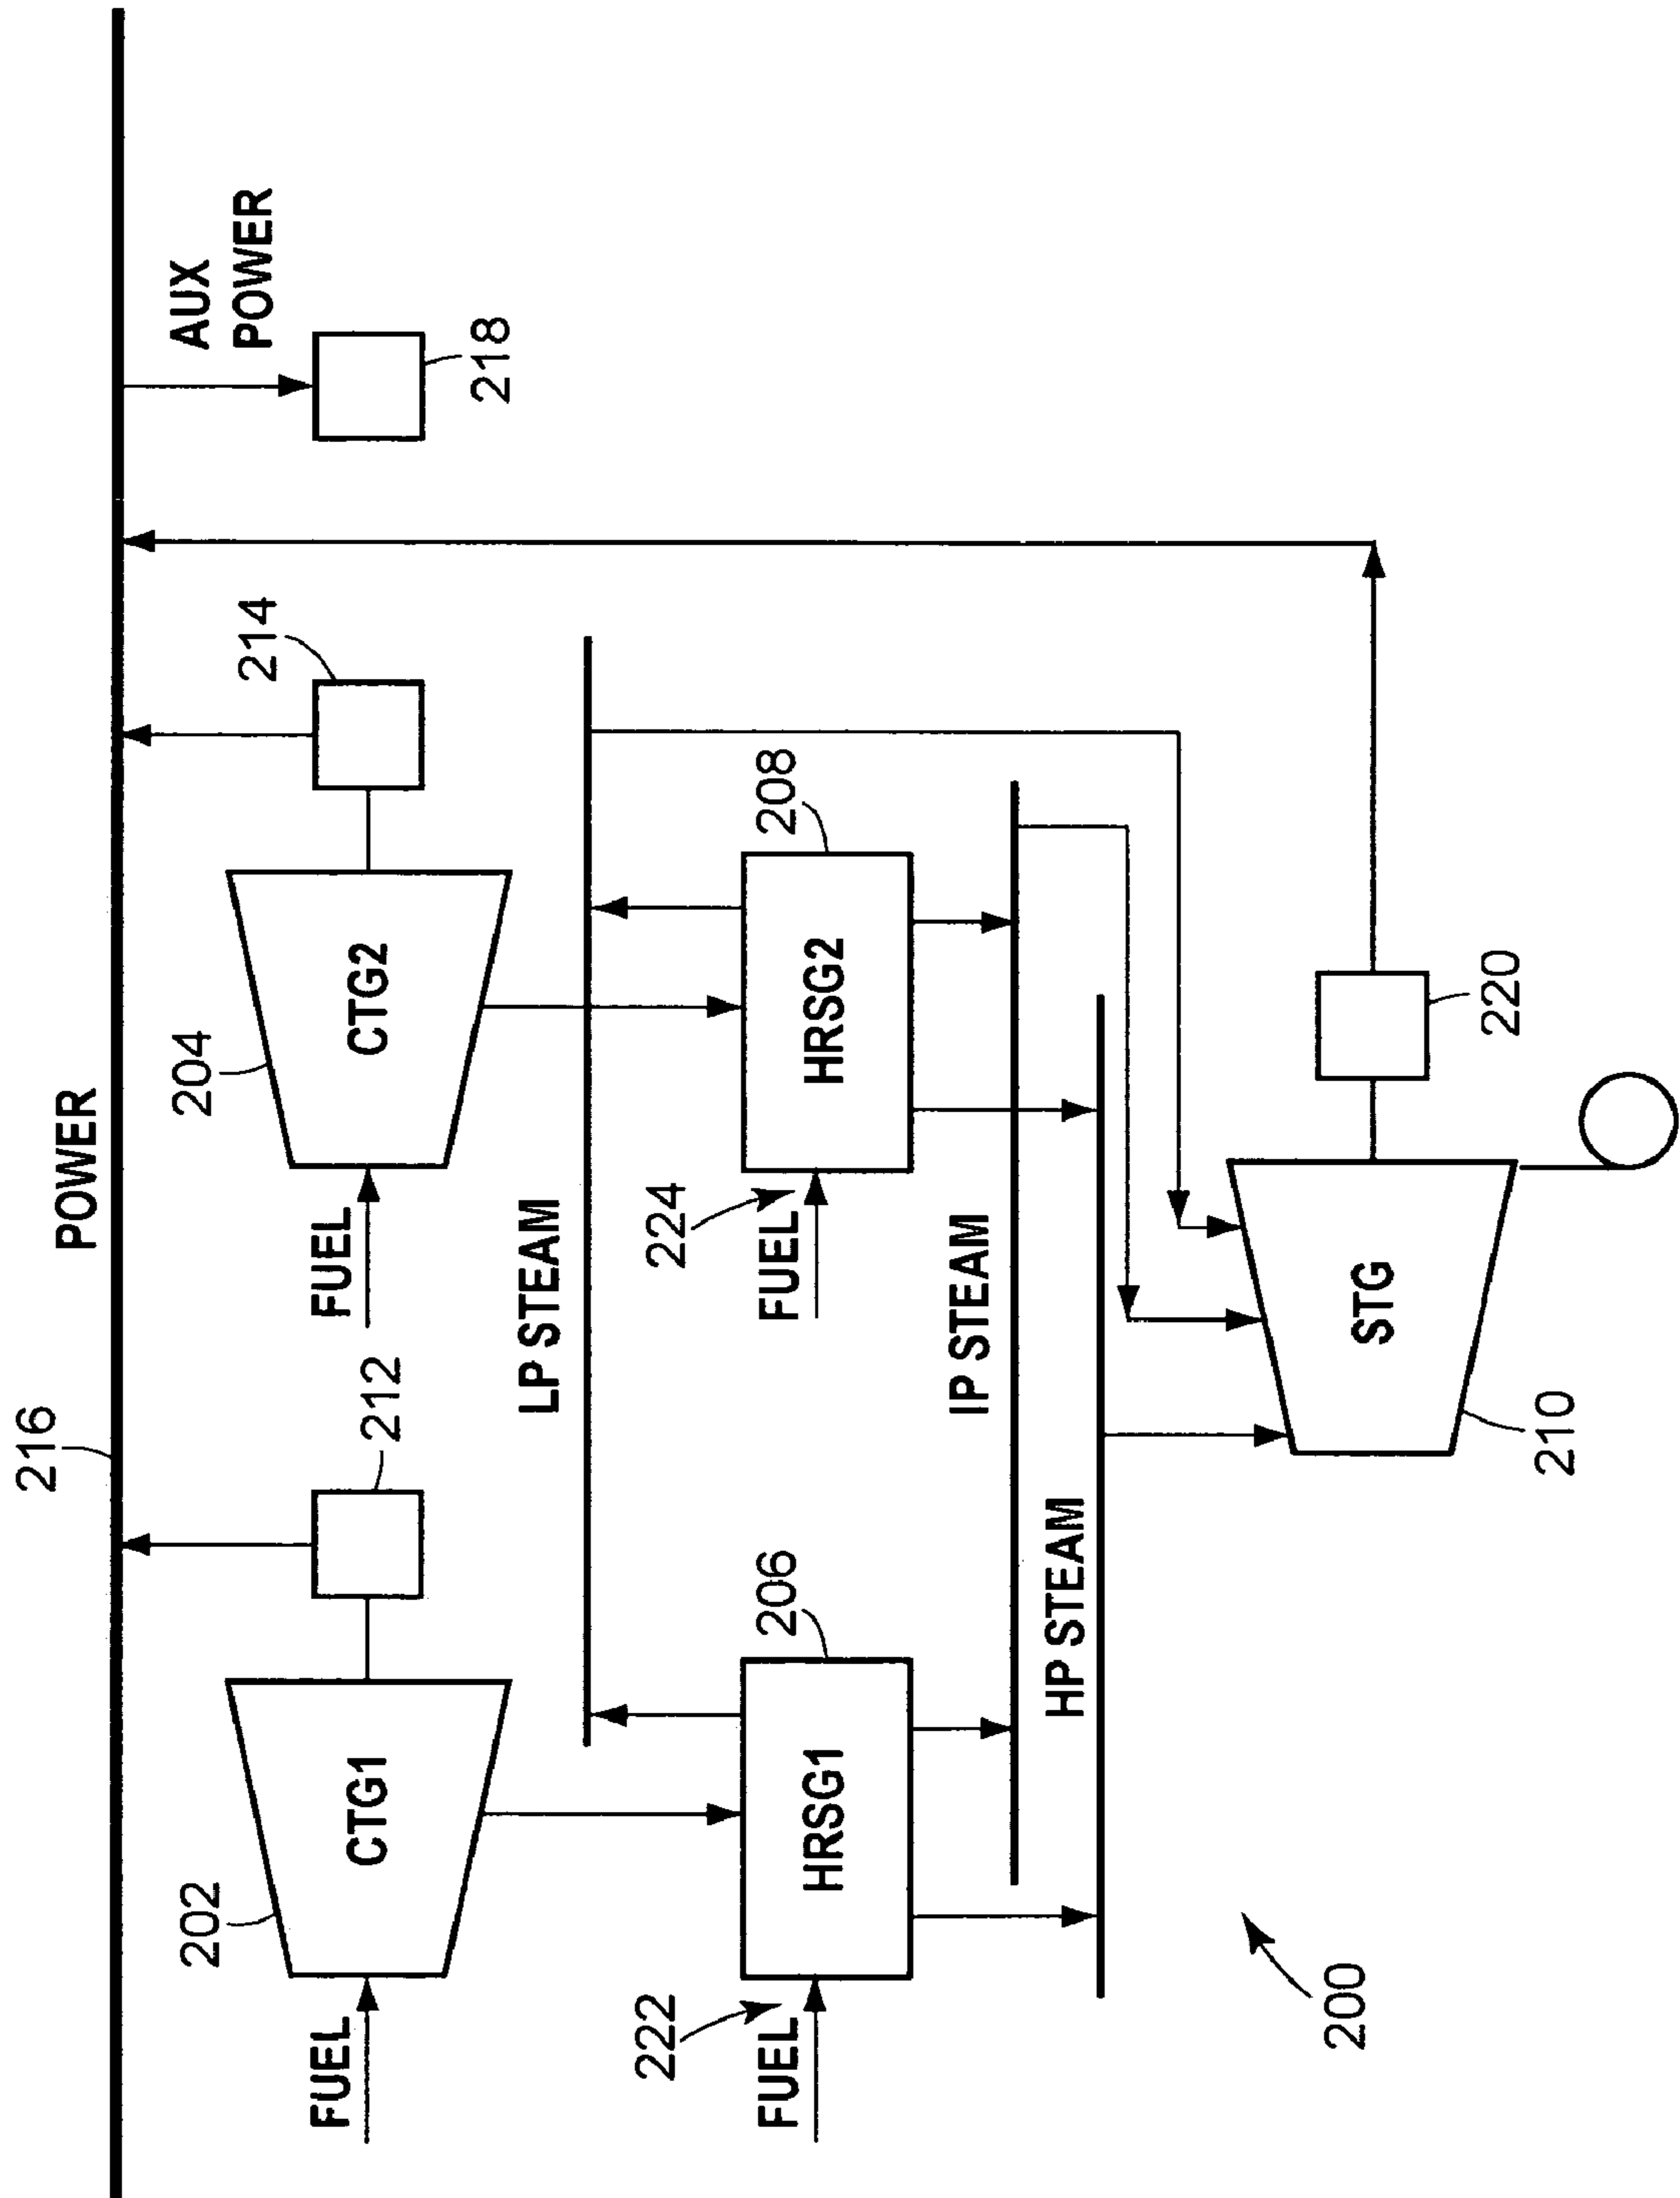 216
POWER
AUX
POWER
218
202
CTG1
FUEL
212
204
CTG2
FUEL
214
LP STEAM
222
FUEL
HRSG1
206
224
FUEL
HRSG2
208
IP STEAM
HP STEAM
STG
210
220
200